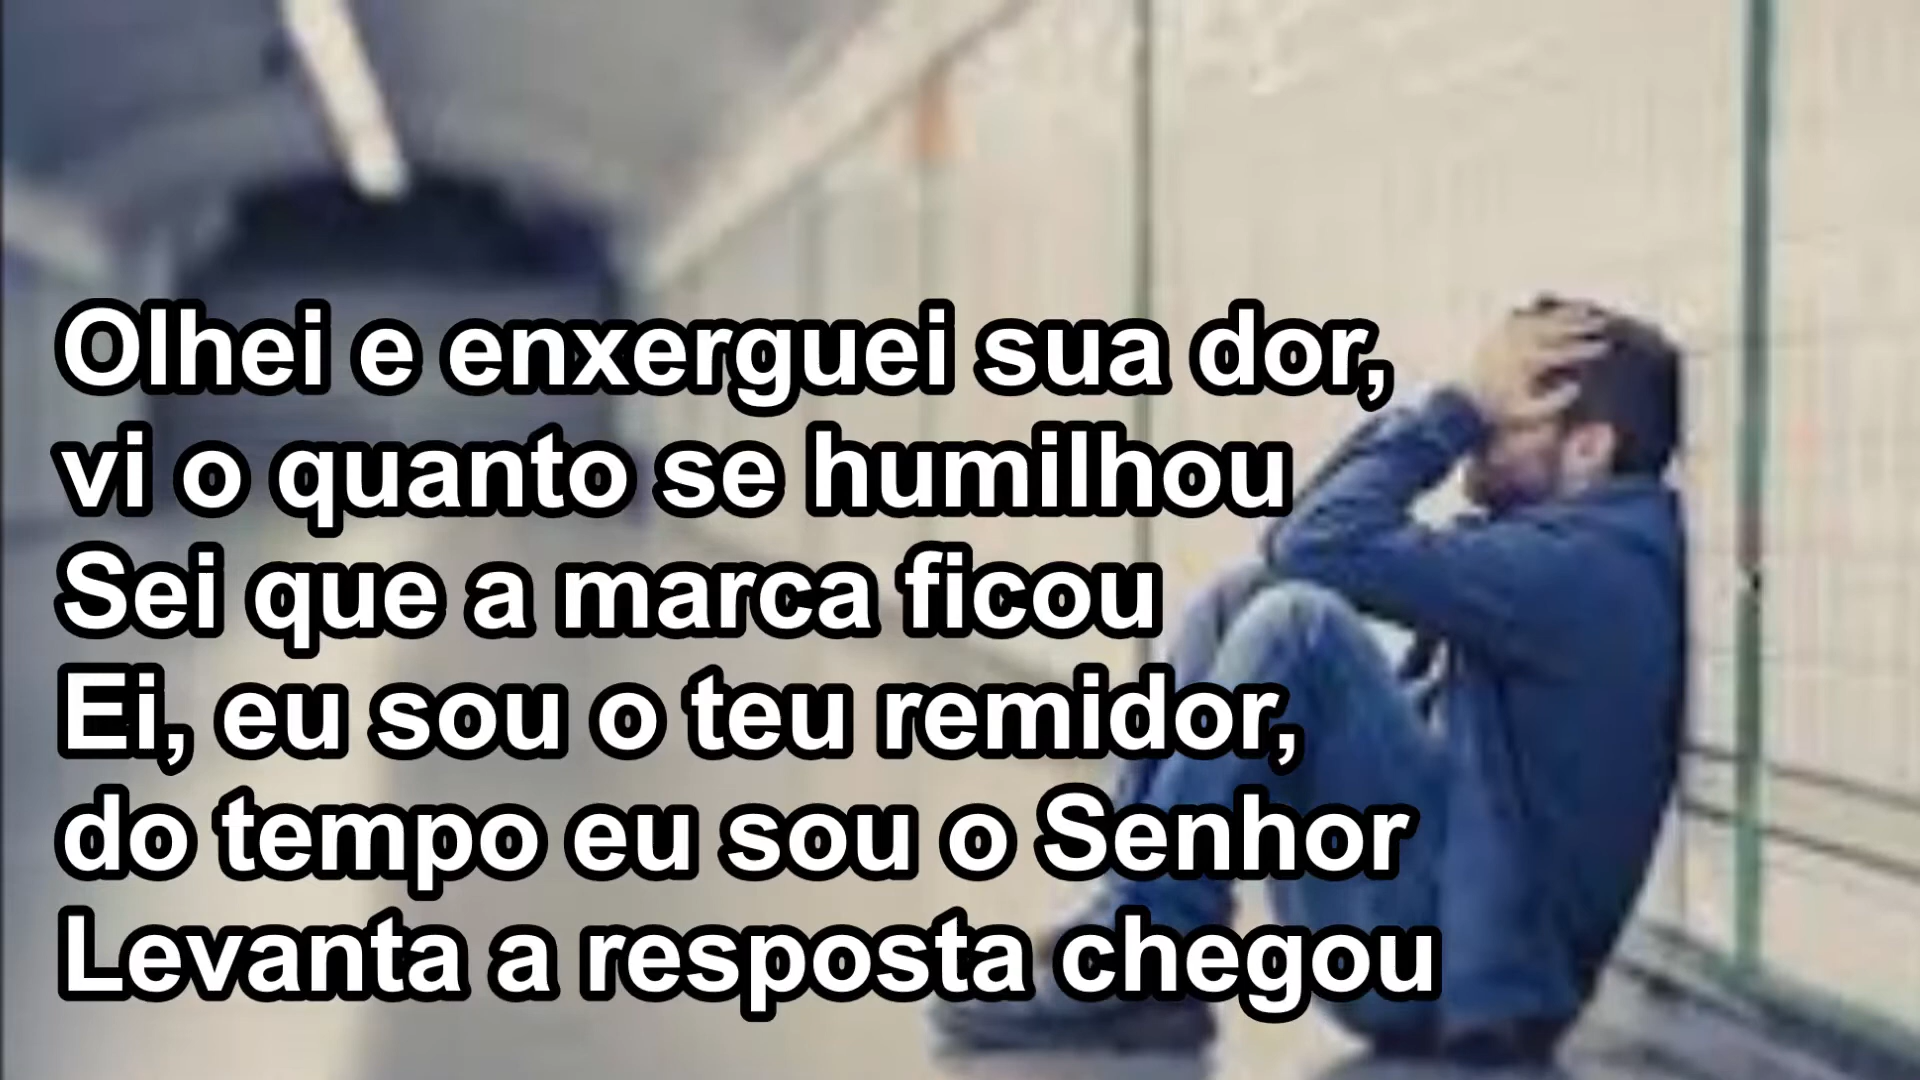 Olhei e enxerguei sua dor,
vi o quanto se humilhou
Sei que a marca ficou
Ei, eu sou o teu remidor,
do tempo eu sou o Senhor
Levanta a resposta chegou